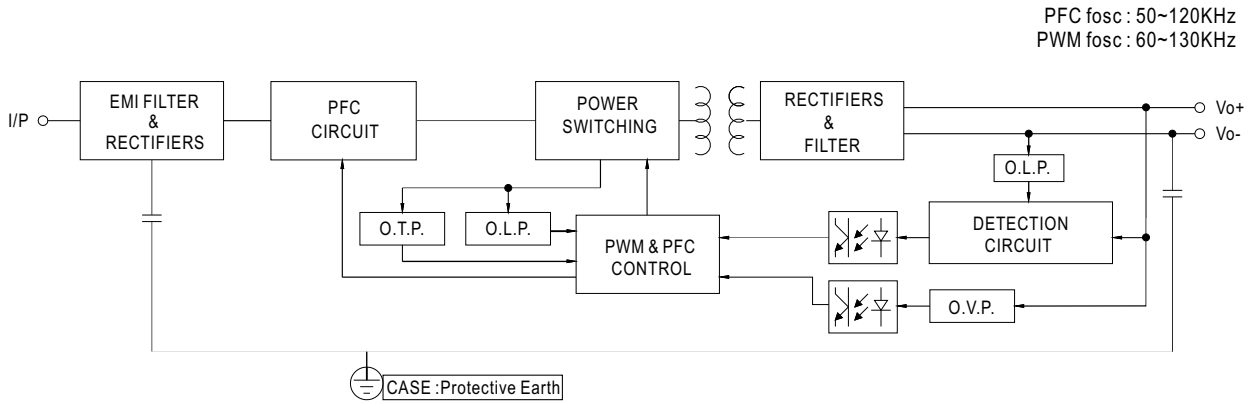 PFC fosc : 50~120KHz
PWM fosc : 60~130KHz
I/P
EMI FILTER
&
RECTIFIERS
PFC
CIRCUIT
POWER
SWITCHING
RECTIFIERS
&
FILTER
Vo+
Vo-
O.L.P.
O.T.P.
O.L.P.
PWM & PFC
CONTROL
DETECTION
CIRCUIT
O.V.P.
CASE :Protective Earth